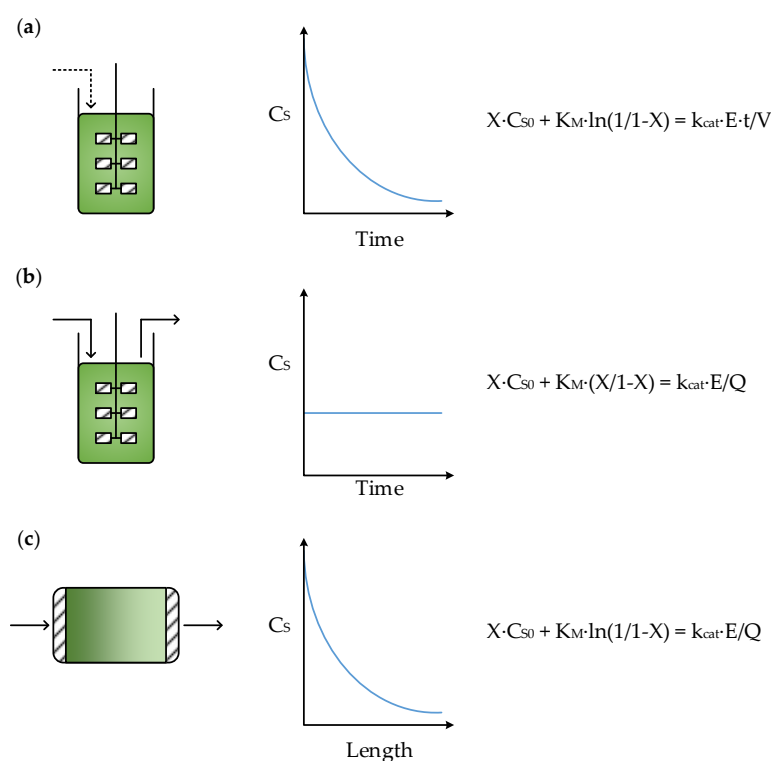 (a)
Cs
X·Cs0 + KM·ln(1/1-X) = kcat·E·t/V
Time
(b)
Cs
X·Cs0 + KM·(X/1-X) = kcat·E/Q
Time
(c)
Cs
X·Cs0 + KM·ln(1/1-X) = kcat·E/Q
Length